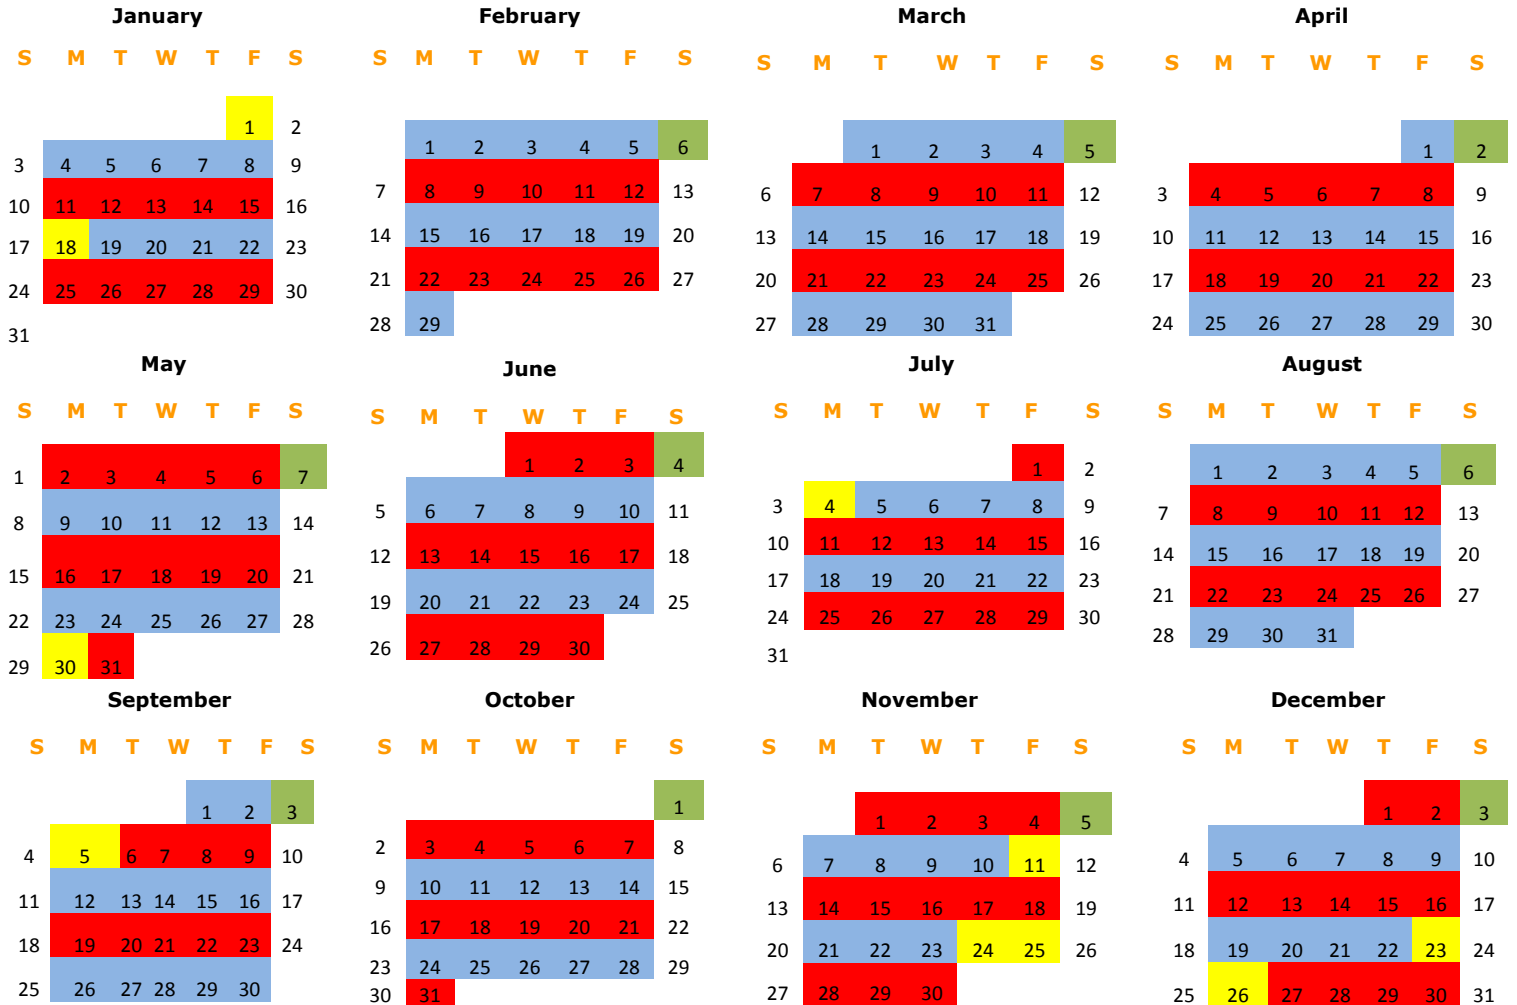 January February March April
S M T W T F S S M T W T F S S M T W T F S S M T W T F S
1 2 1 2 3 4 5 6 1 2 3 4 5 1 2
3 4 5 6 7 8 9 7 8 9 10 11 12 13 6 7 8 9 10 11 12 3 4 5 6 7 8 9
10 11 12 13 14 15 16 14 15 16 17 18 19 20 13 14 15 16 17 18 19 10 11 12 13 14 15 16
17 18 19 20 21 22 23 21 22 23 24 25 26 27 20 21 22 23 24 25 26 17 18 19 20 21 22 23
24 25 26 27 28 29 30 28 29 27 28 29 30 31 24 25 26 27 28 29 30
31
May June July August
S M T W T F S S M T W T F S S M T W T F S S M T W T F S
1 2 3 4 5 6 7 1 2 3 4 1 2 1 2 3 4 5 6
8 9 10 11 12 13 14 5 6 7 8 9 10 11 3 4 5 6 7 8 9 7 8 9 10 11 12 13
15 16 17 18 19 20 21 12 13 14 15 16 17 18 10 11 12 13 14 15 16 14 15 16 17 18 19 20
22 23 24 25 26 27 28 19 20 21 22 23 24 25 17 18 19 20 21 22 23 21 22 23 24 25 26 27
29 30 31 26 27 28 29 30 24 25 26 27 28 29 30 28 29 30 31
31
September October November December
S M T W T F S S M T W T F S S M T W T F S S M T W T F S
1 2 3 1 1 2 3 4 5 1 2 3
4 5 6 7 8 9 10 2 3 4 5 6 7 8 6 7 8 9 10 11 12 4 5 6 7 8 9 10
11 12 13 14 15 16 17 9 10 11 12 13 14 15 13 14 15 16 17 18 19 11 12 13 14 15 16 17
18 19 20 21 22 23 24 16 17 18 19 20 21 22 20 21 22 23 24 25 26 18 19 20 21 22 23 24
25 26 27 28 29 30 23 24 25 26 27 28 29 27 28 29 30 25 26 27 28 29 30 31
30 31